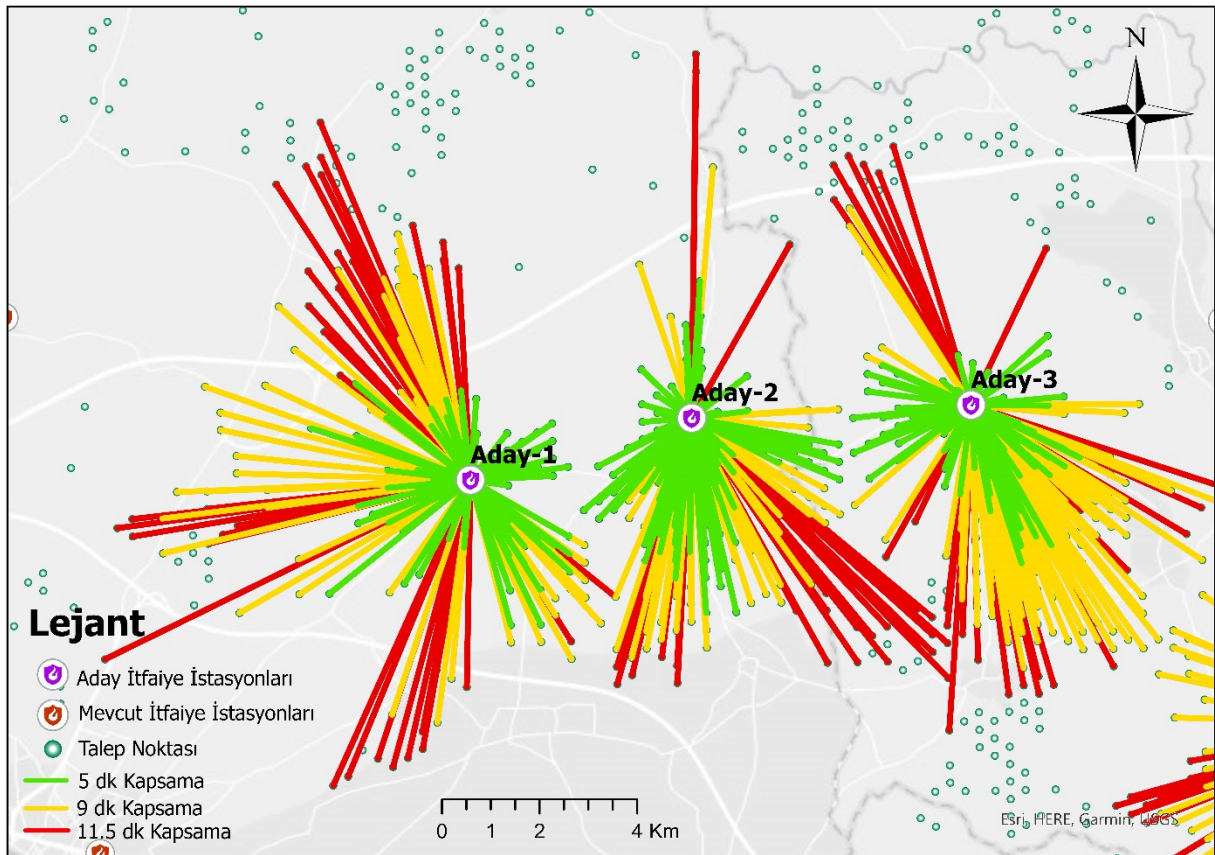 N
Aday-3
Aday-2
Aday-1
Lejant
Aday İtfaiye İstasyonları
Mevcut İtfaiye İstasyonları
Talep Noktası
5 dk Kapsama
9 dk Kapsama
11.5 dk Kapsama
0 1 2 4 Km
Esri, HERE, Garmin, USGS